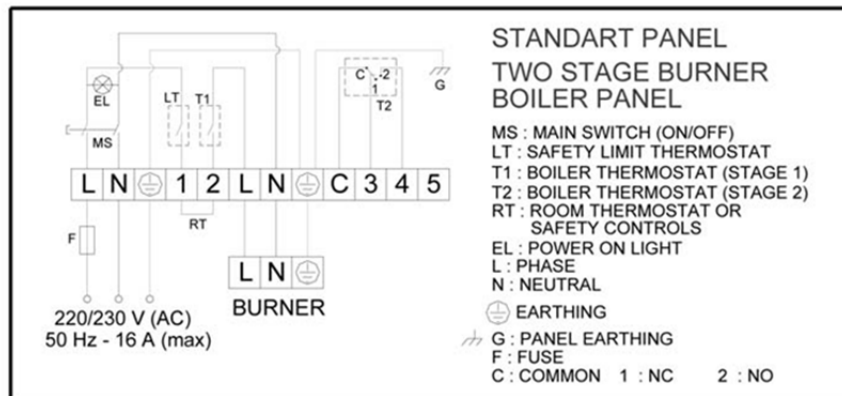 STANDART PANEL
TWO STAGE BURNER
BOILER PANEL
MS : MAIN SWITCH (ON/OFF)
LT : SAFETY LIMIT THERMOSTAT
T1 : BOILER THERMOSTAT (STAGE 1)
T2 : BOILER THERMOSTAT (STAGE 2)
RT : ROOM THERMOSTAT OR
SAFETY CONTROLS
EL : POWER ON LIGHT
L : PHASE
N : NEUTRAL
EARTHING
G : PANEL EARTHING
F : FUSE
C : COMMON 1 : NC 2 : NO
EL
MS
LT T1
C 2
1
T2
G
L N 1 2 L N C 3 4 5
RT
F
L N
BURNER
220/230 V (AC)
50 Hz - 16 A (max)